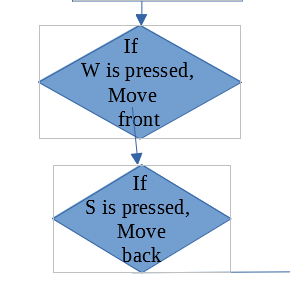 If
W is pressed,
Move
front
If
S is pressed,
Move
back